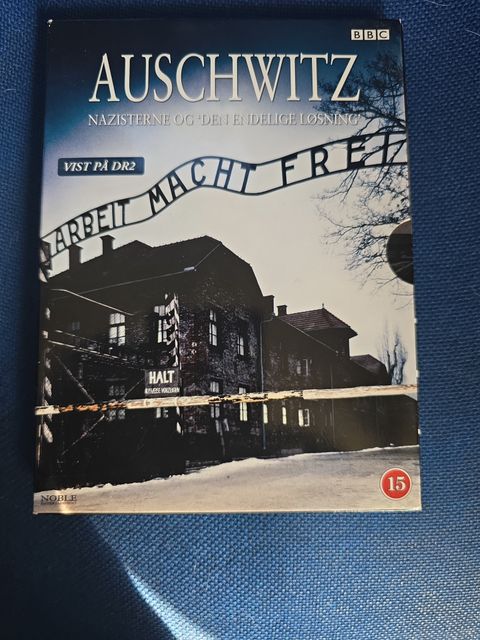 BBC
AUSCHWITZ
NAZISTERNE OG 'DEN ENDELIGE LØSNING'
VIST PÅ DR2
ARBEIT MACHT FREI
HALT
NOBLE
15